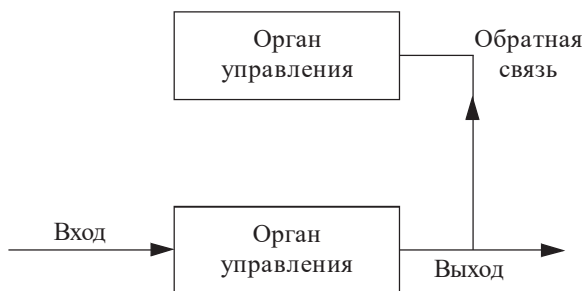 Орган
управления
Обратная
связь
Вход
Орган
управления
Выход